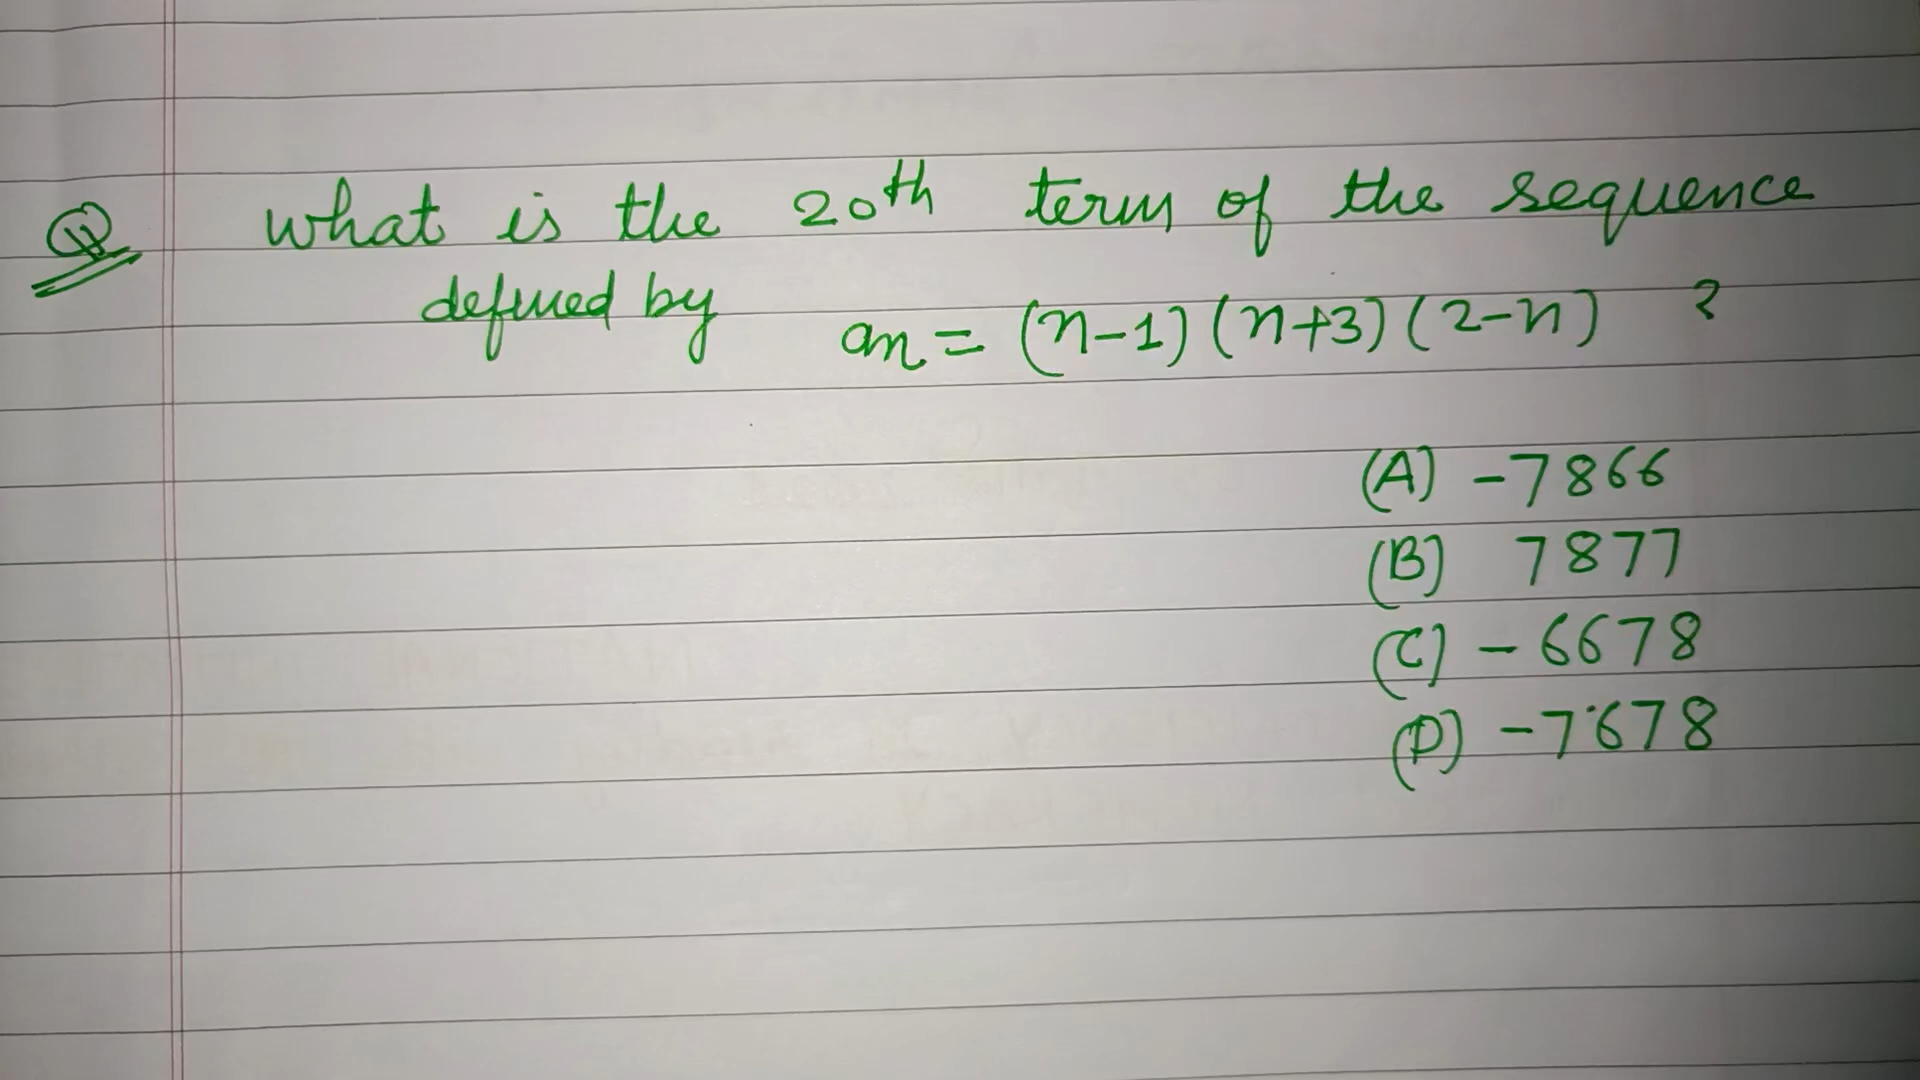 Q what is the 20th term of the sequence
defined by an = (n-1) (n+3) (2-n) ?
(A) -7866
(B) 7877
(C) -6678
(D) -7678